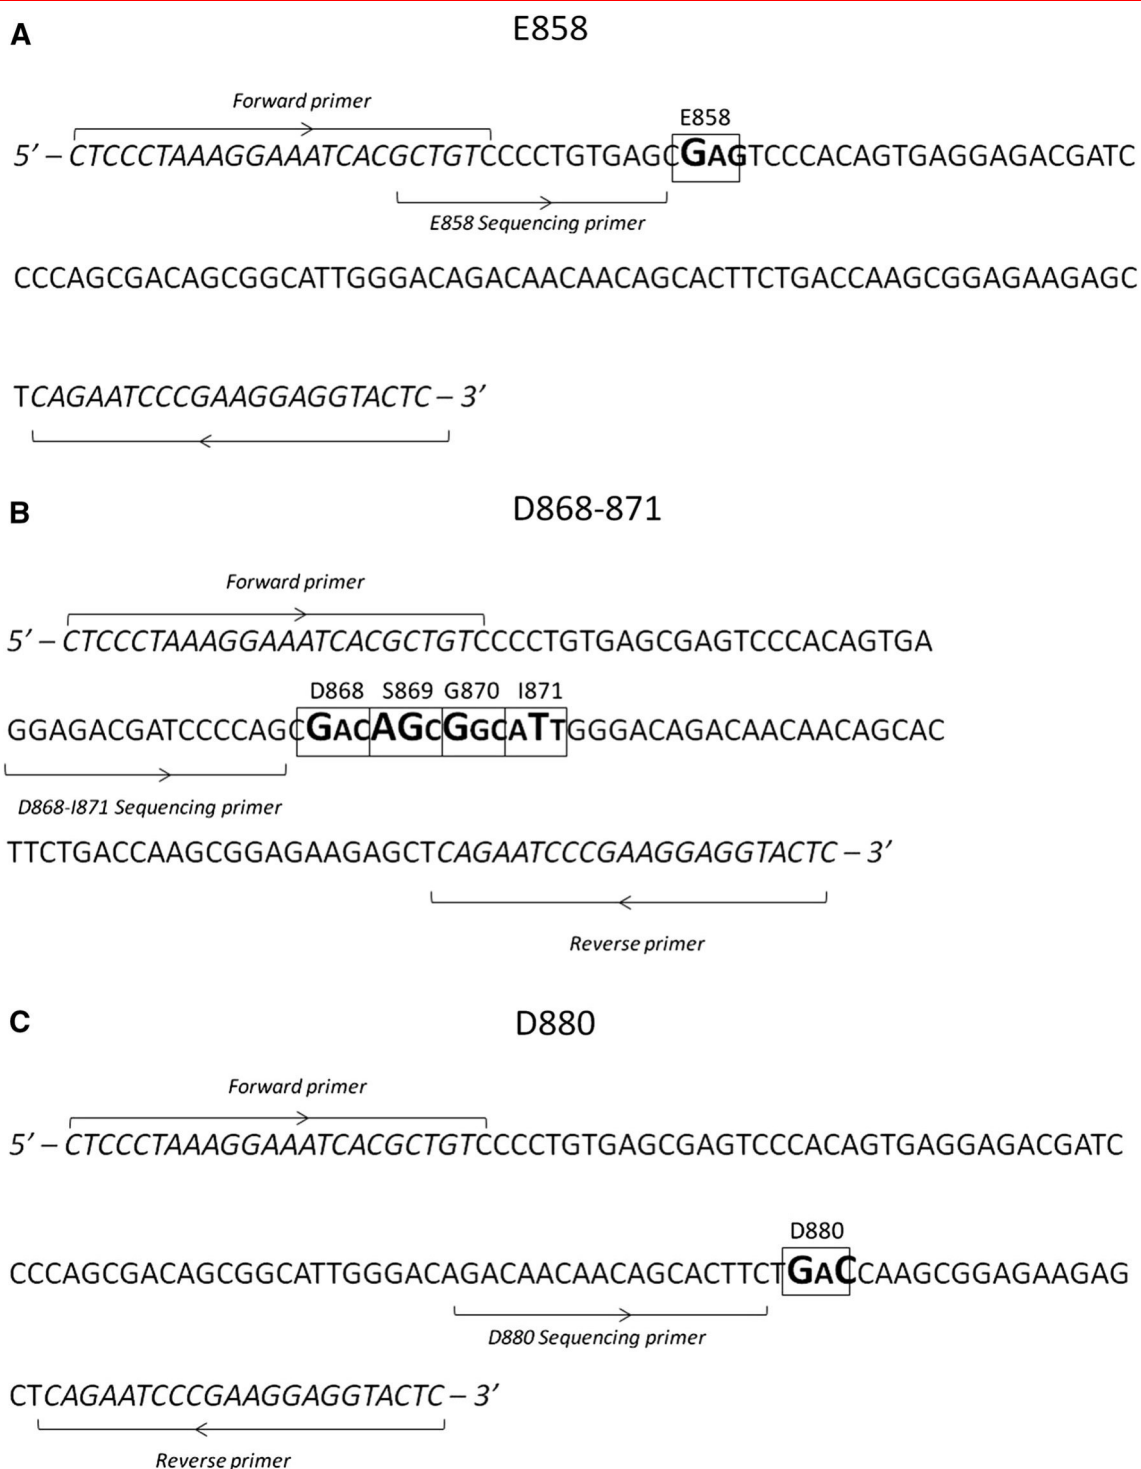 A
E858
Forward primer
E858
5’ – CTCCCTAAAGGAAATCACGCTGTCCCCTGTGAGCGAGTCCCACAGTGAGGAGACGATC
E858 Sequencing primer
CCCAGCGACAGCGGCATTGGGACAGACAACAACAGCACTTCTGACCAAGCGGAGAAGAGC
TCAGAATCCCGAAGGAGGTACTC – 3’
B
D868-871
Forward primer
5’ – CTCCCTAAAGGAAATCACGCTGTCCCCTGTGAGCGAGTCCCACAGTGA
D868 S869 G870 I871
GGAGACGATCCCCAGCGACAGCGGCATTGGGACAGACAACAACAGCAC
D868-I871 Sequencing primer
TTCTGACCAAGCGGAGAAGAGCTCAGAATCCCGAAGGAGGTACTC – 3’
Reverse primer
C
D880
Forward primer
5’ – CTCCCTAAAGGAAATCACGCTGTCCCCTGTGAGCGAGTCCCACAGTGAGGAGACGATC
D880
CCCAGCGACAGCGGCATTGGGACAGACAACAACAGCACTTCTGACCAAGCGGAGAAGAG
D880 Sequencing primer
CTCAGAATCCCGAAGGAGGTACTC – 3’
Reverse primer